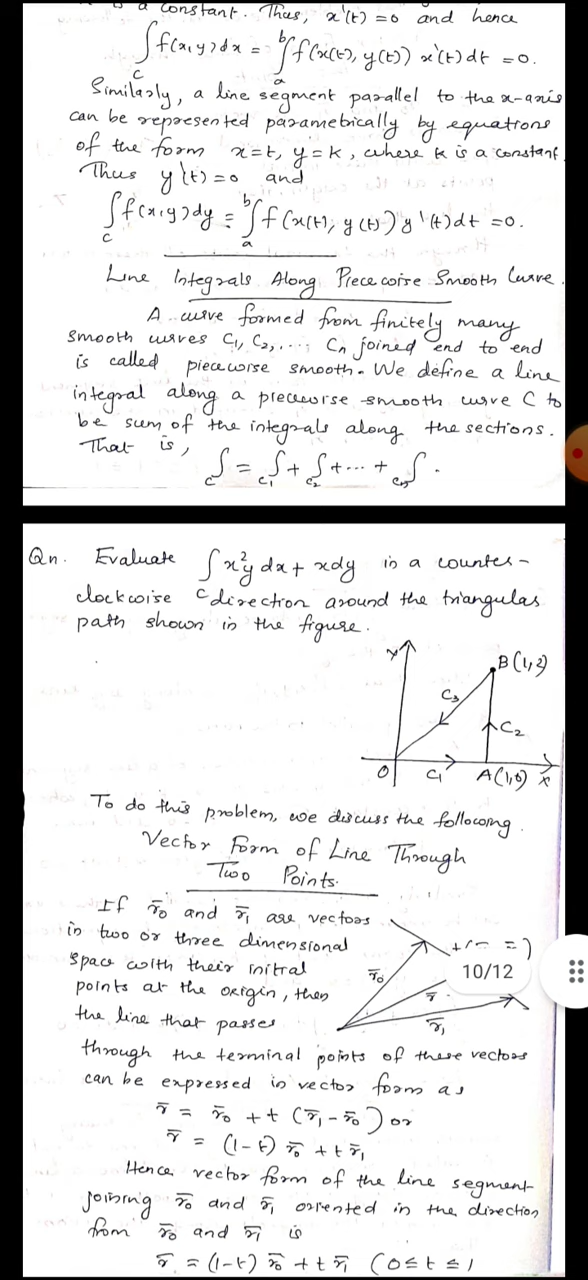 is a constant. Thus, x'(t) = 0 and hence
∫_C f(x,y)dx = ∫_a^b f(x(t), y(t)) x'(t)dt = 0.
Similarly, a line segment parallel to the x-axis
can be represented parametrically by equations
of the form x=t, y=k, where k is a constant
Thus y'(t)=0 and
∫_C f(x,y)dy = ∫_a^b f(x(t), y(t)) y'(t)dt = 0.
Line Integrals Along Piecewise Smooth Curve.
A curve formed from finitely many
smooth curves C1, C2, ..., Cn joined end to end
is called piecewise smooth. We define a line
integral along a piecewise smooth curve C to
be sum of the integrals along the sections.
That is,
∫_C = ∫_C1 + ∫_C2 + ... + ∫_Cn .
Qn. Evaluate ∫_C x²y dx + x dy in a counter-
clockwise direction around the triangular
path shown in the figure.
Y
B(1,2)
C3
C2
O C1 A(1,0) X
To do this problem, we discuss the following.
Vector Form of Line Through
Two Points.
If r̄0 and r̄1 are vectors
in two or three dimensional
space with their initial
points at the origin, then
the line that passes
r̄0
r̄
r̄1
10/12
through the terminal points of these vectors
can be expressed in vector form as
r̄ = r̄0 + t (r̄1 - r̄0) or
r̄ = (1-t) r̄0 + t r̄1
Hence vector form of the line segment
joining r̄0 and r̄1 oriented in the direction
from r̄0 and r̄1 is
r̄ = (1-t) r̄0 + t r̄1 (0≤t≤1